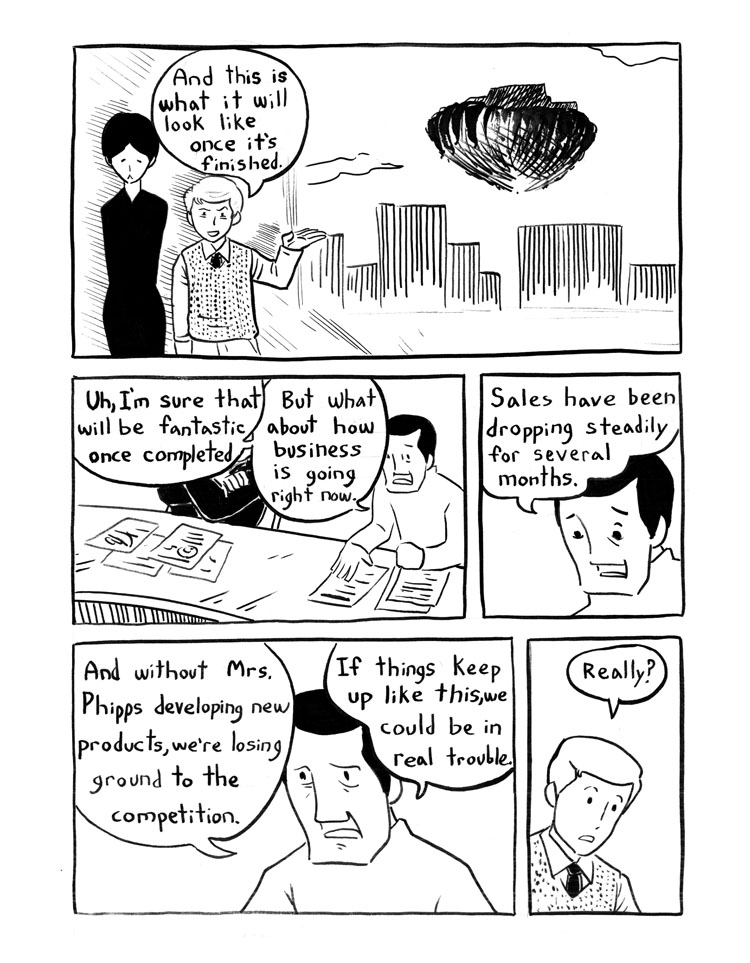 And this is
what it will
look like
once it's
finished.
Uh, I'm sure that
will be fantastic
once completed
But what
about how
business
is going
right now.
Sales have been
dropping steadily
for several
months.
And without Mrs.
Phipps developing new
products, we're losing
ground to the
competition.
If things keep
up like this, we
could be in
real trouble.
Really?